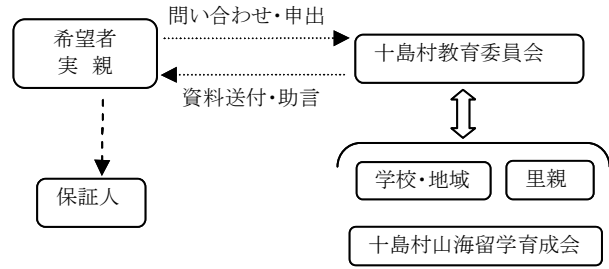 問い合わせ・申出
希望者
実 親
十島村教育委員会
資料送付・助言
学校・地域
里親
保証人
十島村山海留学育成会